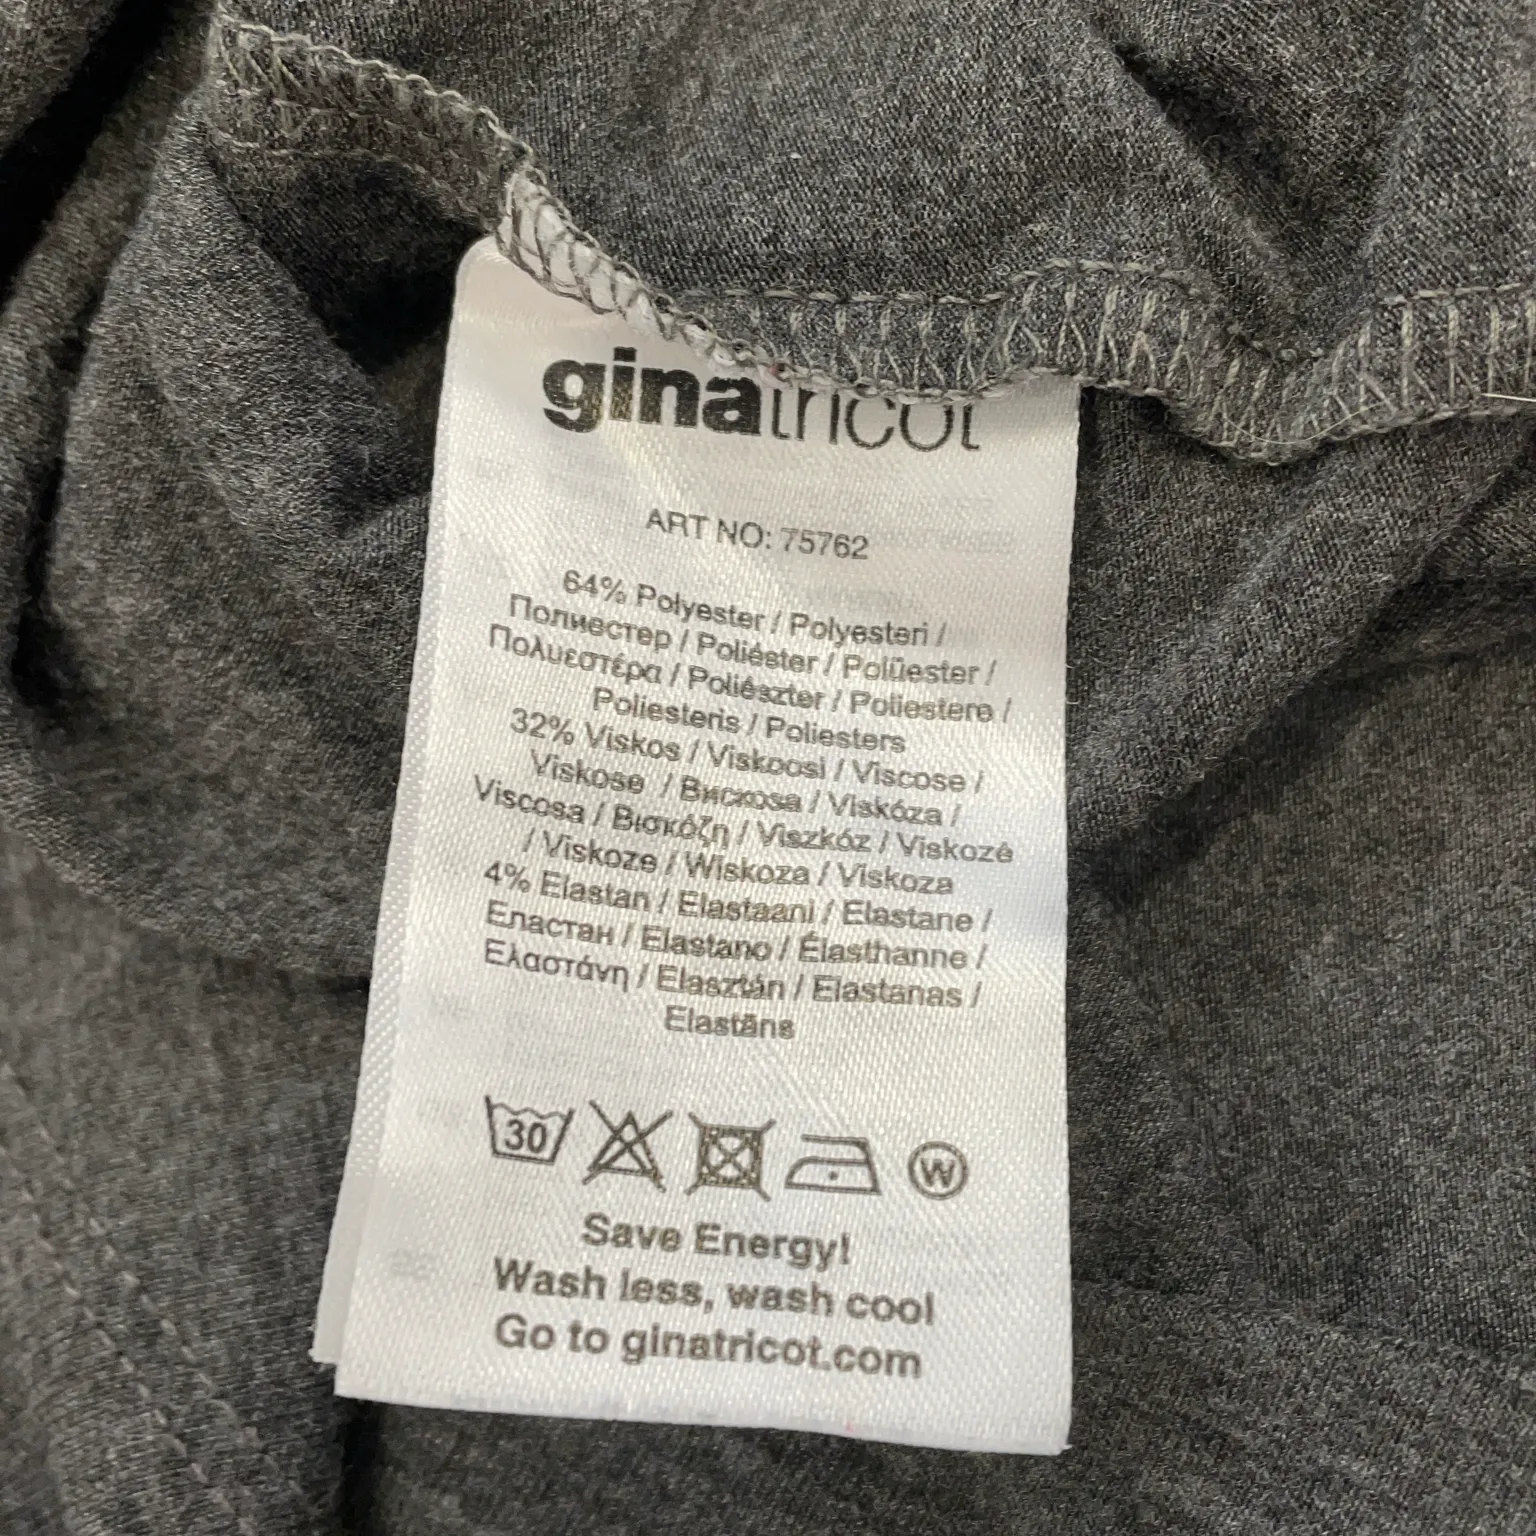 ginatricot
ART NO: 75762
64% Polyester / Polyesteri /
Полиестер / Poliéster / Polüester /
Πολυεστέρα / Poliészter / Poliestere /
Poliesteris / Poliesters
32% Viskos / Viskoosi / Viscose /
Viskose / Вискоза / Viskóza /
Viscosa / Βισκόζη / Viszkóz / Viskozė
/ Viskoze / Wiskoza / Viskoza
4% Elastan / Elastaani / Elastane /
Еластан / Elastano / Élasthanne /
Ελαστάνη / Elasztán / Elastanas /
Elastāns
30
W
Save Energy!
Wash less, wash cool
Go to ginatricot.com